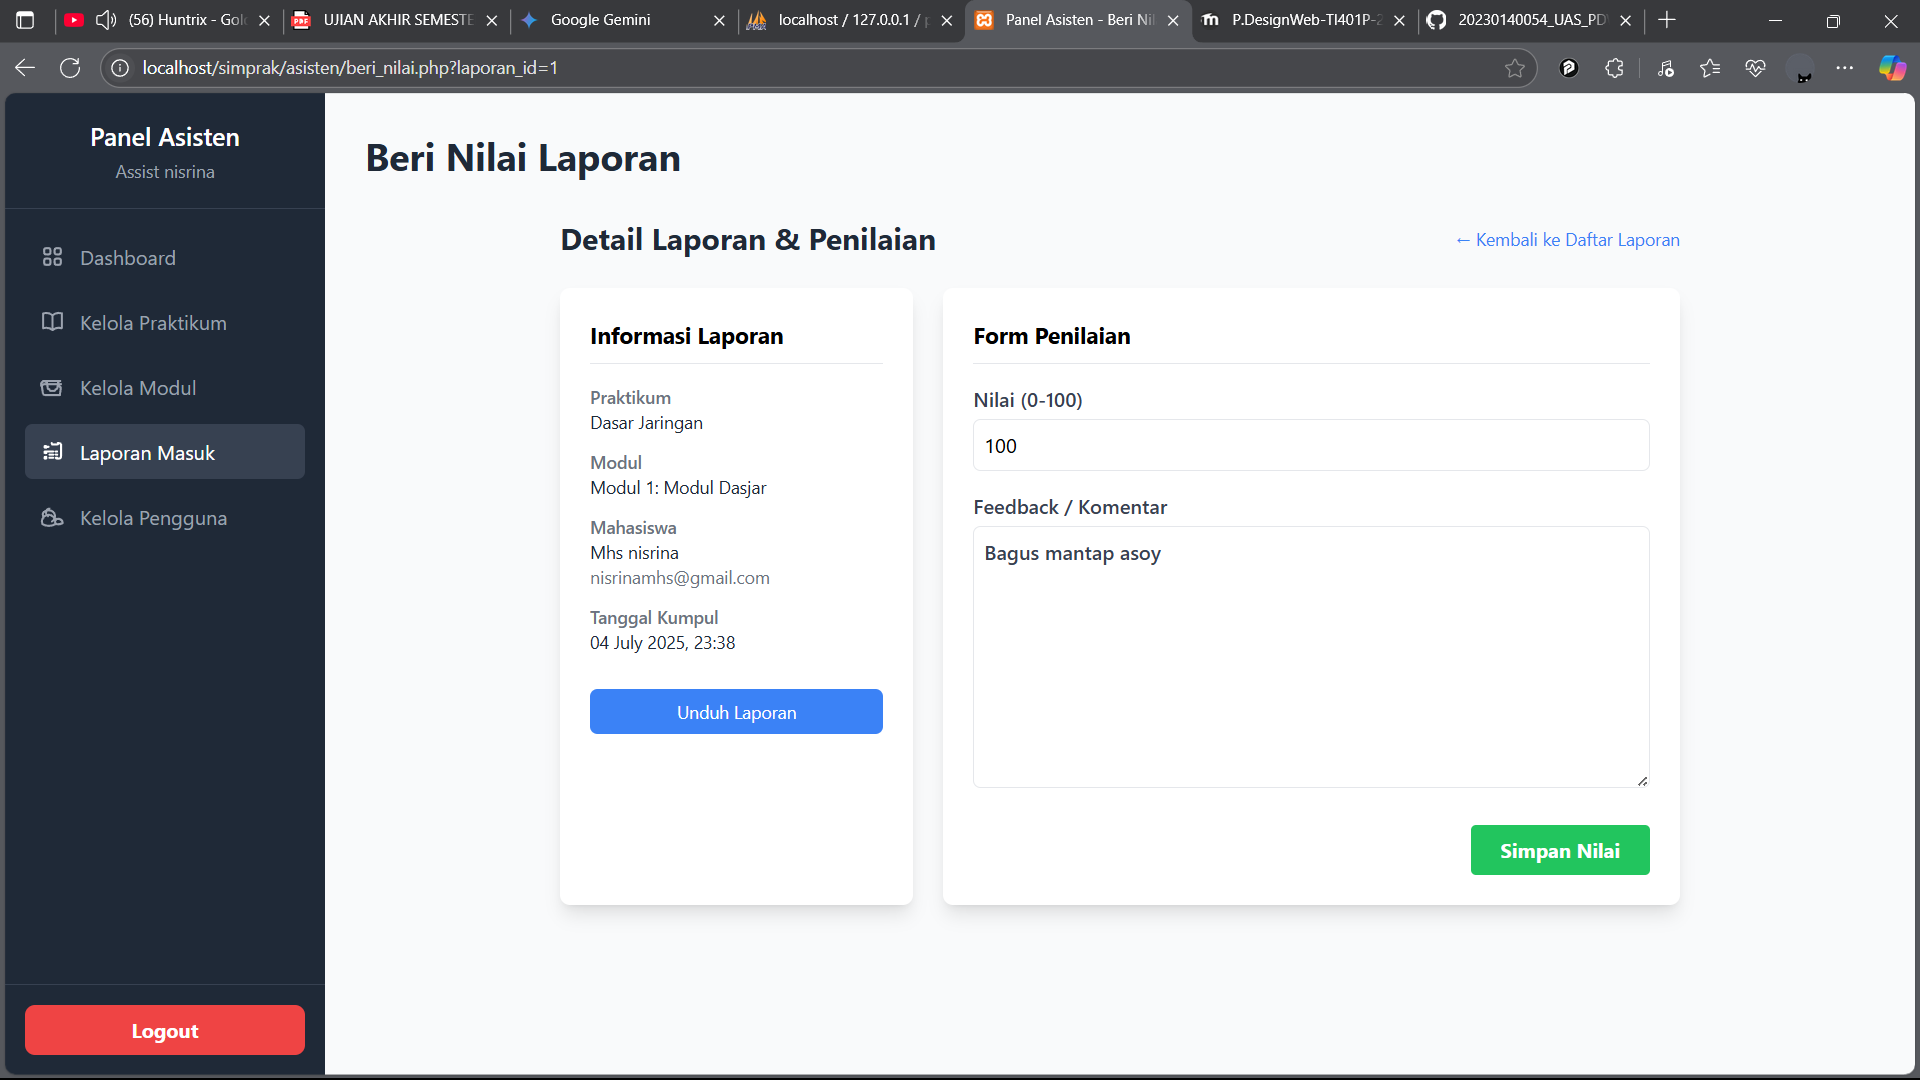 (56) Huntrix - Gol
UJIAN AKHIR SEMESTE
Google Gemini
localhost / 127.0.0.1 / p
Panel Asisten - Beri Nil
P.DesignWeb-TI401P-2
20230140054_UAS_PD
localhost/simprak/asisten/beri_nilai.php?laporan_id=1
Panel Asisten
Assist nisrina
Dashboard
Kelola Praktikum
Kelola Modul
Laporan Masuk
Kelola Pengguna
Logout
Beri Nilai Laporan
Detail Laporan & Penilaian
← Kembali ke Daftar Laporan
Informasi Laporan
Praktikum
Dasar Jaringan
Modul
Modul 1: Modul Dasjar
Mahasiswa
Mhs nisrina
nisrinamhs@gmail.com
Tanggal Kumpul
04 July 2025, 23:38
Unduh Laporan
Form Penilaian
Nilai (0-100)
100
Feedback / Komentar
Bagus mantap asoy
Simpan Nilai